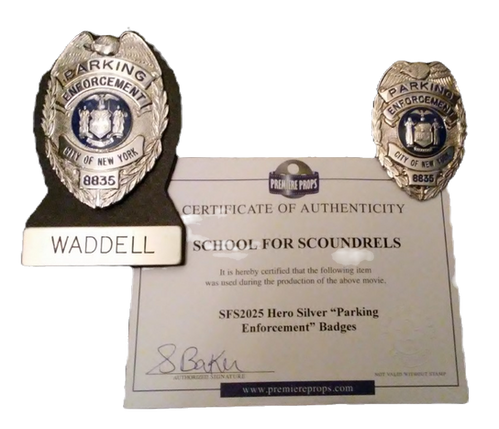 PARKING
ENFORCEMENT
CITY OF NEW YORK
8835
WADDELL
PARKING
ENFORCEMENT
CITY OF NEW YORK
8835
PREMIERE PROPS
CERTIFICATE OF AUTHENTICITY
SCHOOL FOR SCOUNDRELS
It is hereby certified that the following item
was used during the production of the above movie.
SFS2025 Hero Silver “Parking
Enforcement” Badges
S Baker
AUTHORIZED SIGNATURE
NOT VALID WITHOUT STAMP
www.premiereprops.com